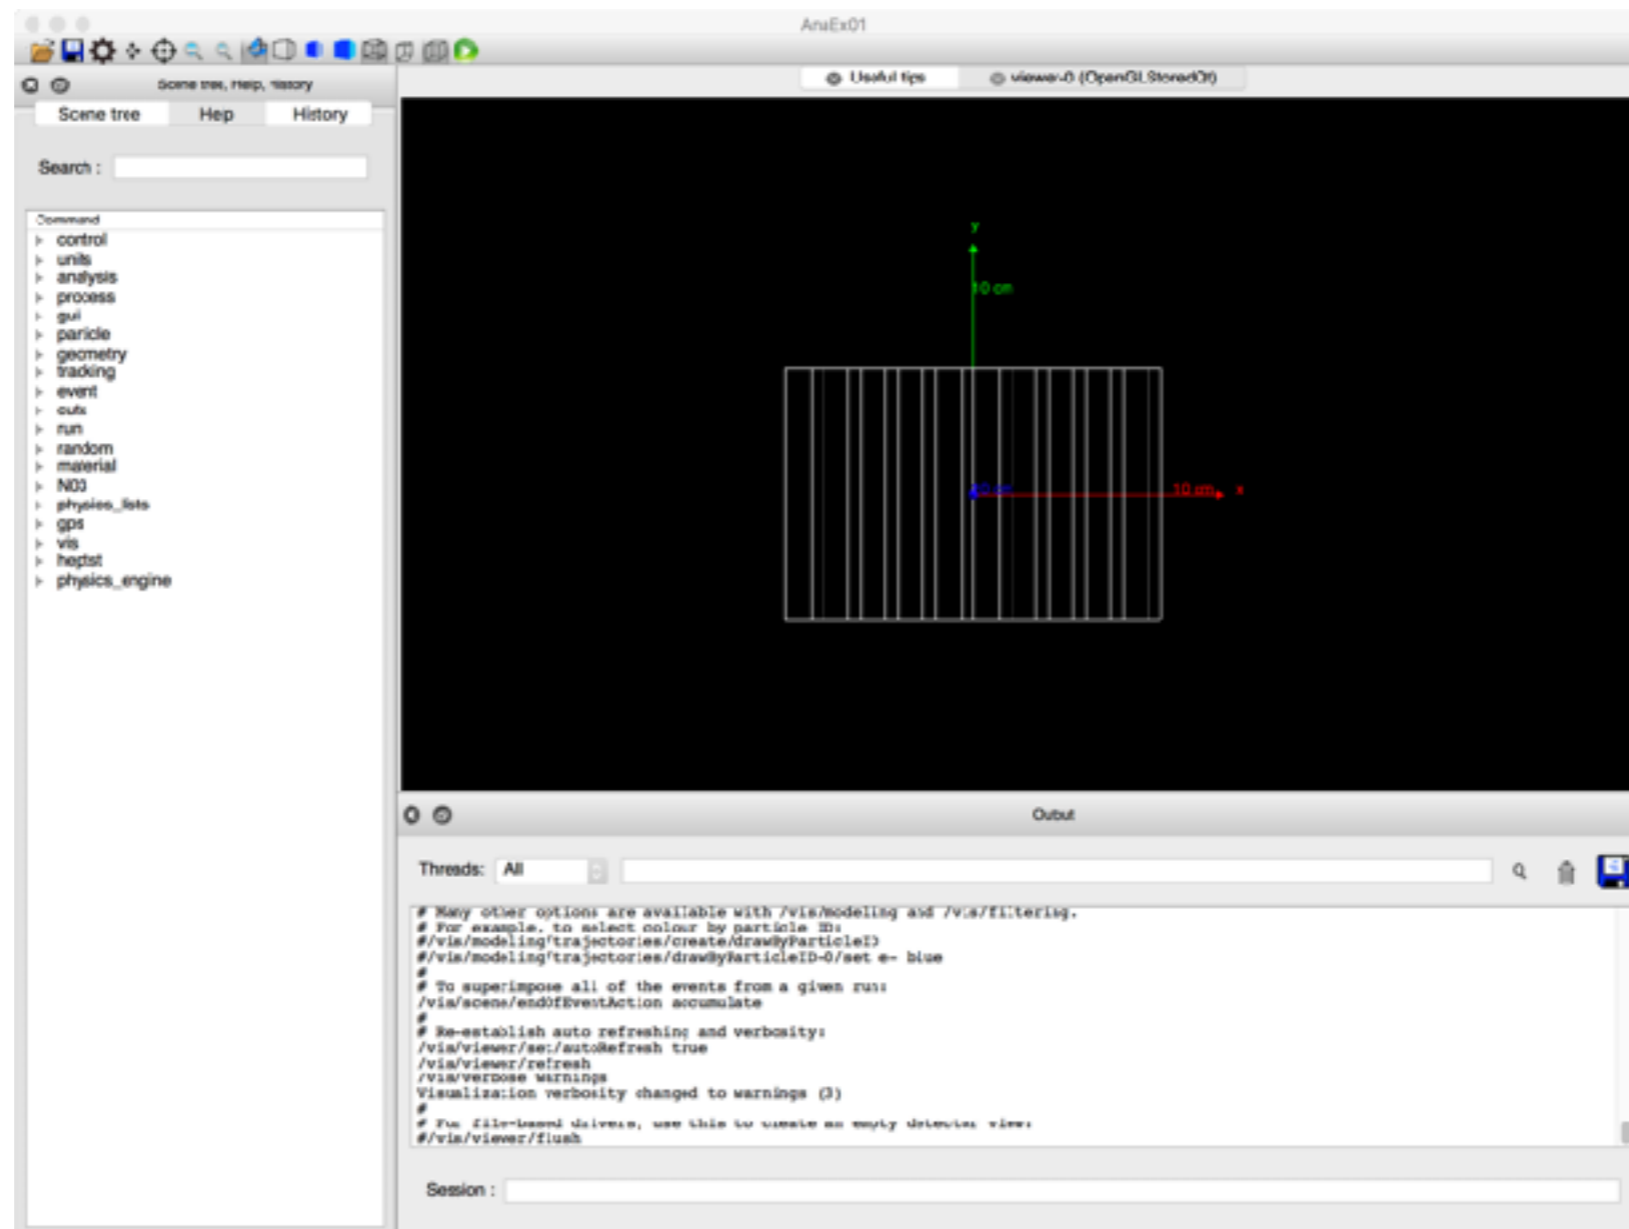 AnaEx01
Scene tree, Help, History
Useful tips
viewer-0 (OpenGLStoredQt)
Scene tree
Help
History
Search :
Command
control
units
analysis
process
gui
particle
geometry
tracking
event
cuts
run
random
material
N03
physics_lists
gps
vis
heptst
physics_engine
y
10 cm
10 cm
10 cm x
Output
Threads: All
# Many other options are available with /vis/modeling and /vis/filtering.
# For example, to select colour by particle ID:
#/vis/modeling/trajectories/create/drawByParticleID
#/vis/modeling/trajectories/drawByParticleID-0/set e- blue
#
# To superimpose all of the events from a given run:
/vis/scene/endOfEventAction accumulate
#
# Re-establish auto refreshing and verbosity:
/vis/viewer/set/autoRefresh true
/vis/viewer/refresh
/vis/verbose warnings
Visualization verbosity changed to warnings (3)
#
# For file-based drivers, use this to create an empty detector view:
#/vis/viewer/flush
Session :